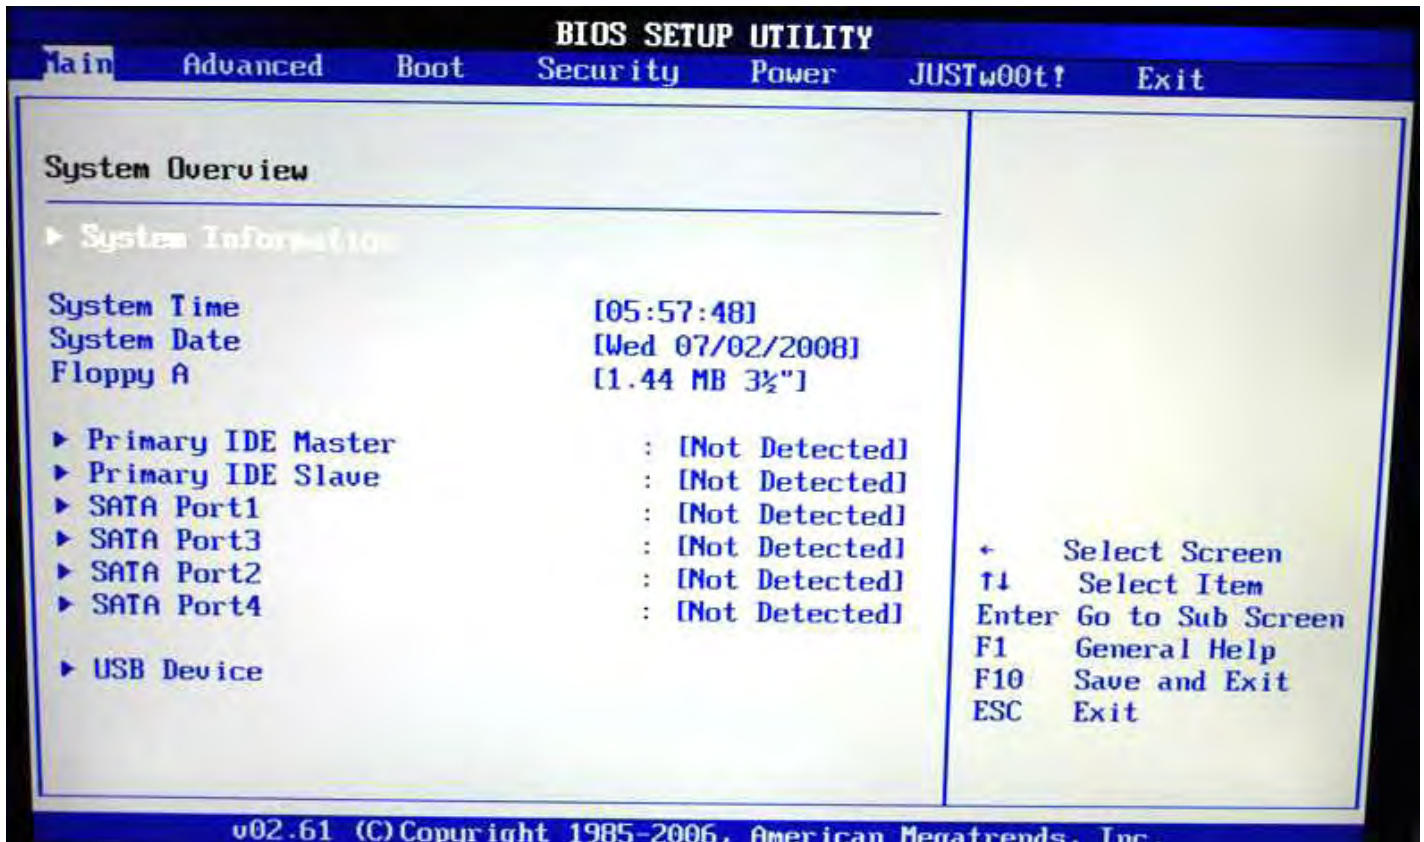 BIOS SETUP UTILITY
Main Advanced Boot Security Power JUSTw00t! Exit
System Overview
▶ System Information
System Time [05:57:48]
System Date [Wed 07/02/2008]
Floppy A [1.44 MB 3½"]
▶ Primary IDE Master : [Not Detected]
▶ Primary IDE Slave : [Not Detected]
▶ SATA Port1 : [Not Detected]
▶ SATA Port3 : [Not Detected]
▶ SATA Port2 : [Not Detected]
▶ SATA Port4 : [Not Detected]
▶ USB Device
← Select Screen
↑↓ Select Item
Enter Go to Sub Screen
F1 General Help
F10 Save and Exit
ESC Exit
v02.61 (C)Copyright 1985-2006, American Megatrends, Inc.